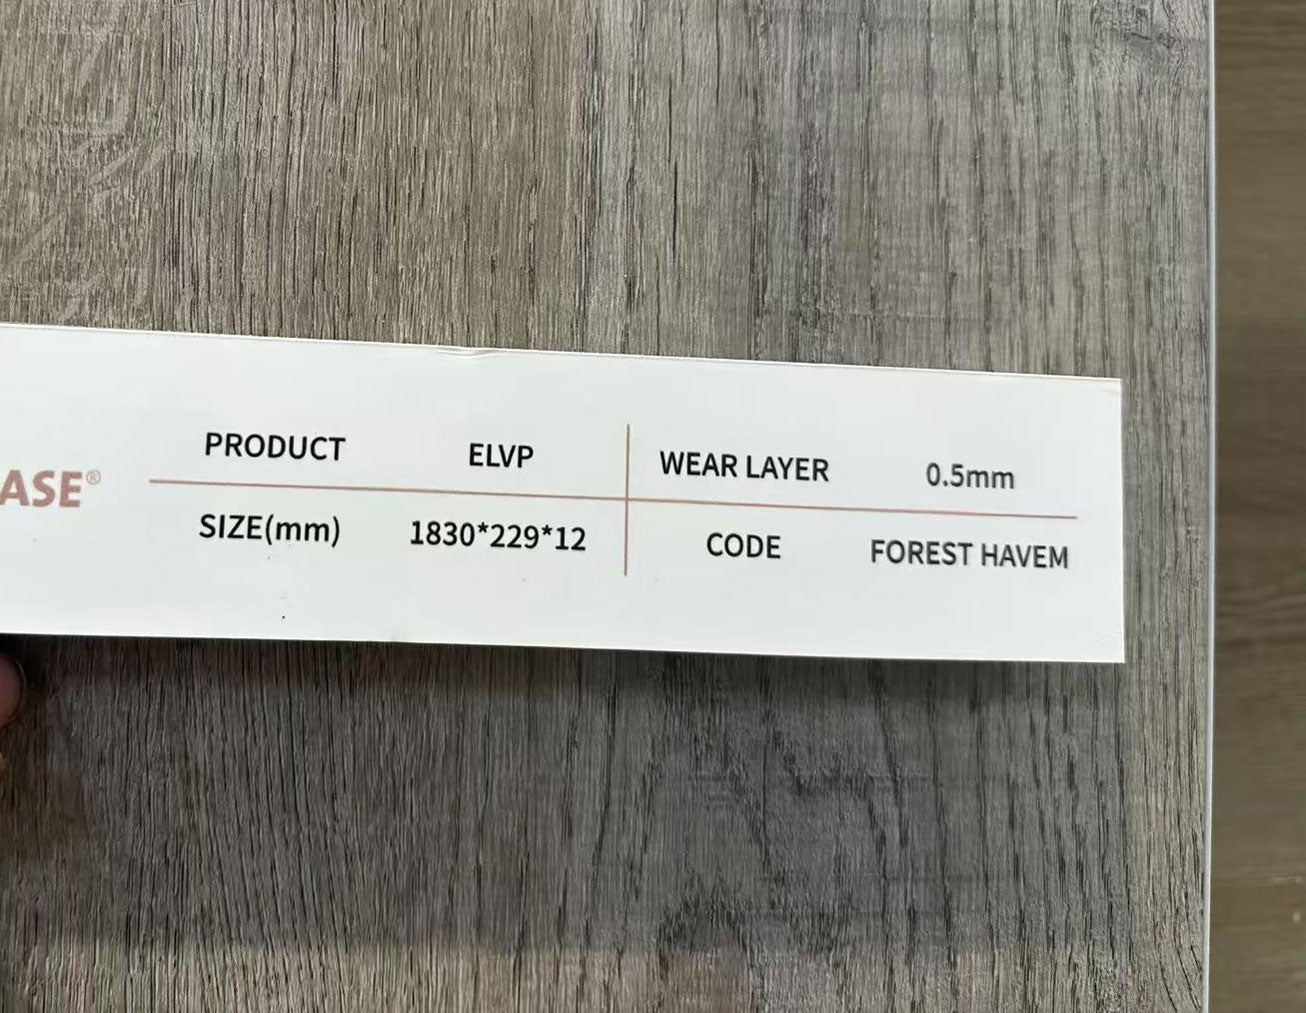 ASE®
PRODUCT ELVP WEAR LAYER 0.5mm
SIZE(mm) 1830*229*12 CODE FOREST HAVEM